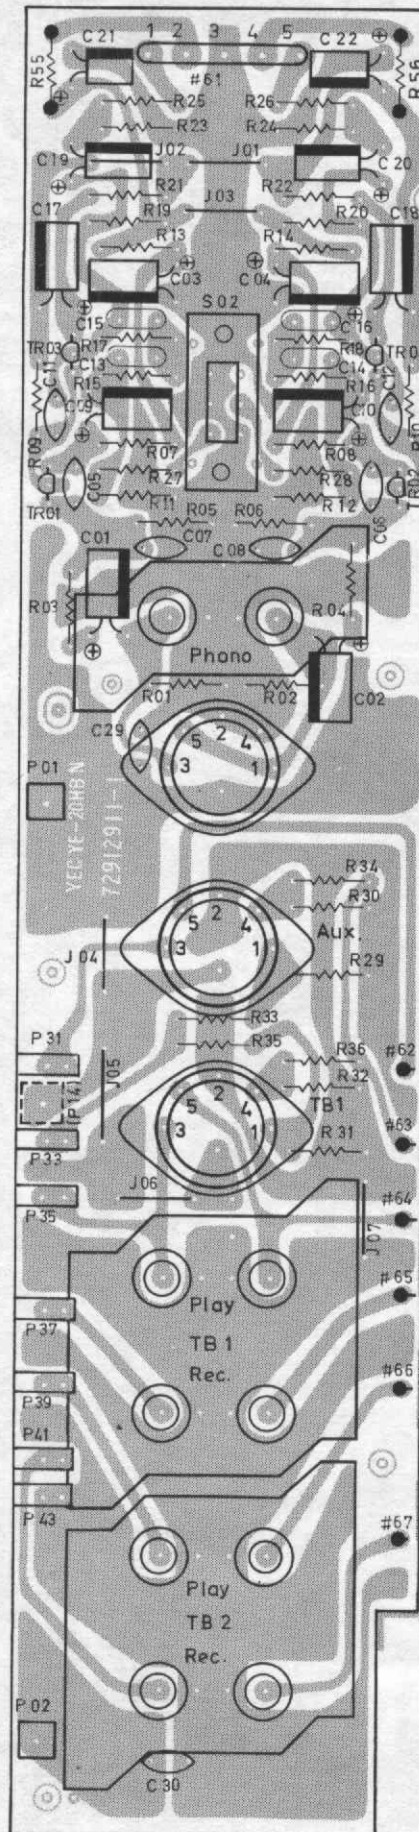 1 2 3 4 5
C21
C22
R55
R56
#61
R25 R26
R23 R24
C19 J02 J01 C20
R21 R22
C17 J03 C18
R19 R20
R13 R14
C03 C04
S02
C15 C16
TR03 R17 R18
C13 C14
C11 R15 R16
C09 C10
R09 R07 R08
C05 R27 R28
TR01 R11 R12 TR02
R05 R06
C01 C07 C08 C06
R03 R04
Phono
R01 R02 C02
C29
5 2 4
3 1
P01
YEC YE-20H8N
72912911-1
R34
5 2 4 R30
Aux.
3 1
J04 R29
R33
P31 R35
J05 R36 #62
2 R32
P14 5 4 TB1
3 1 #63
P33 R31
J06
P35 #64
J07
#65
Play
P37 TB 1
Rec. #66
P39
P41
P43
#67
Play
TB 2
Rec.
P02
C30